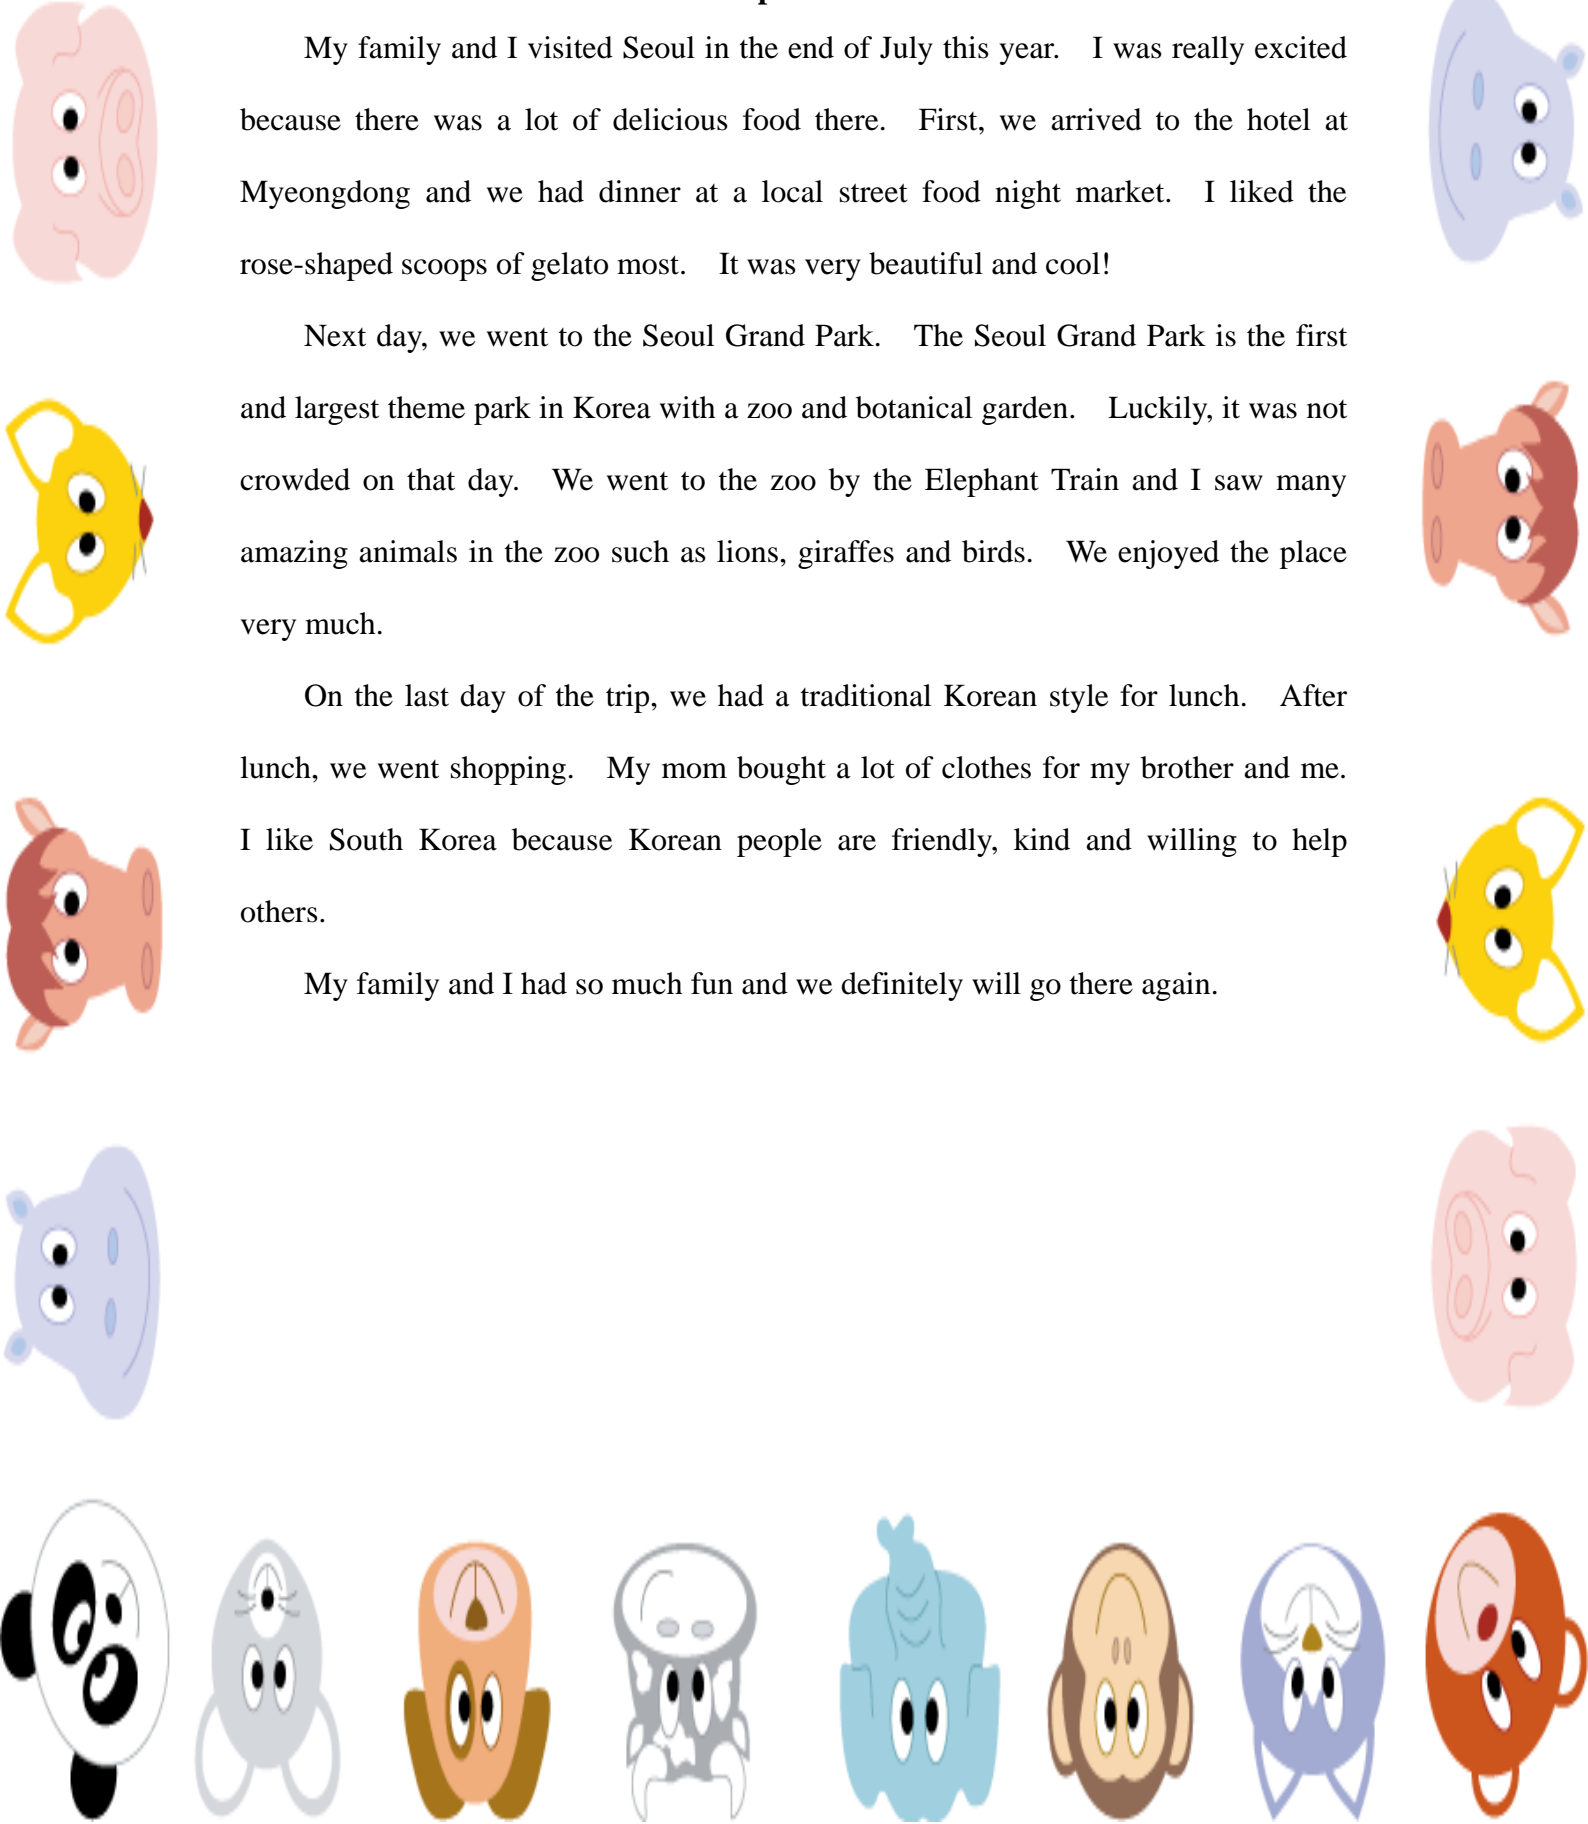 My family and I visited Seoul in the end of July this year. I was really excited
because there was a lot of delicious food there. First, we arrived to the hotel at
Myeongdong and we had dinner at a local street food night market. I liked the
rose-shaped scoops of gelato most. It was very beautiful and cool!
Next day, we went to the Seoul Grand Park. The Seoul Grand Park is the first
and largest theme park in Korea with a zoo and botanical garden. Luckily, it was not
crowded on that day. We went to the zoo by the Elephant Train and I saw many
amazing animals in the zoo such as lions, giraffes and birds. We enjoyed the place
very much.
On the last day of the trip, we had a traditional Korean style for lunch. After
lunch, we went shopping. My mom bought a lot of clothes for my brother and me.
I like South Korea because Korean people are friendly, kind and willing to help
others.
My family and I had so much fun and we definitely will go there again.